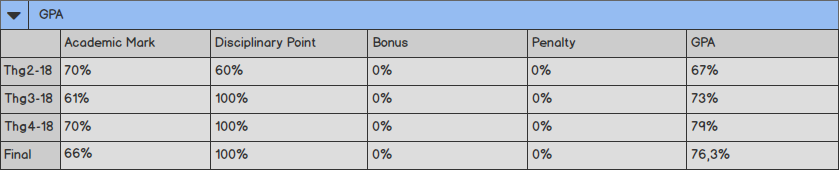 GPA
Academic Mark Disciplinary Point Bonus Penalty GPA
Thg2-18 70% 60% 0% 0% 67%
Thg3-18 61% 100% 0% 0% 73%
Thg4-18 70% 100% 0% 0% 79%
Final 66% 100% 0% 0% 76,3%